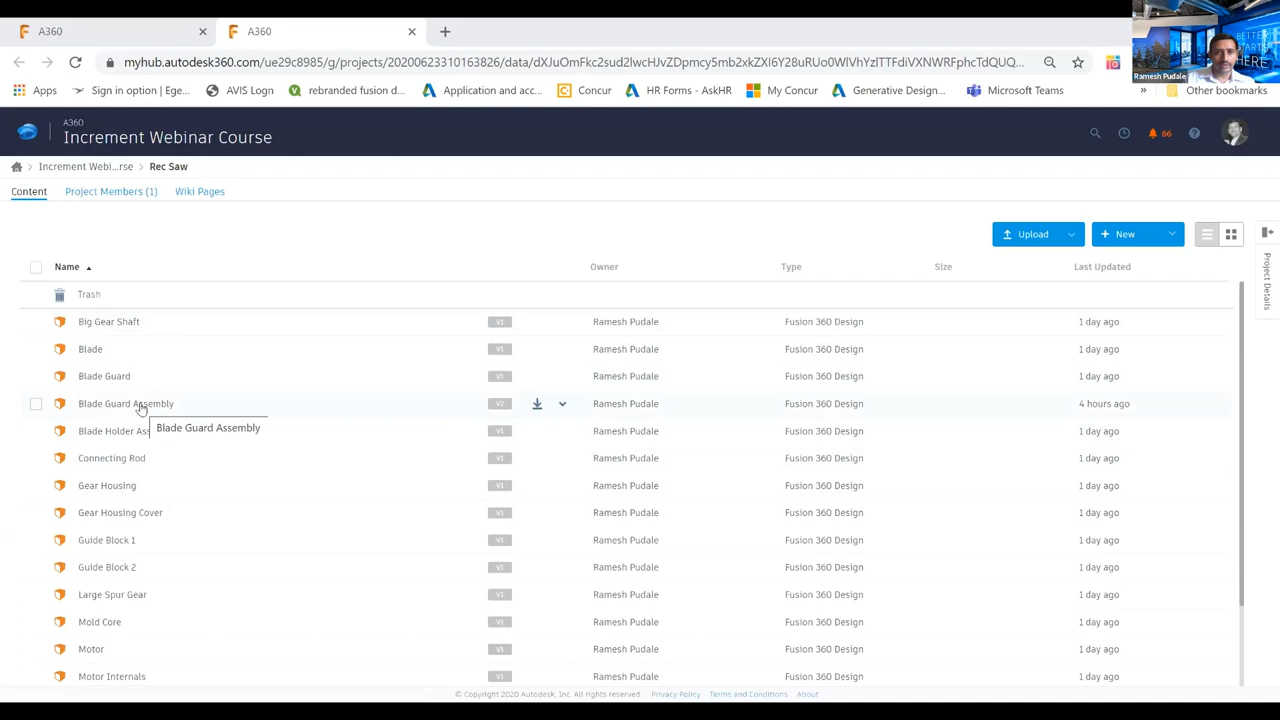 A360
A360
myhub.autodesk360.com/ue29c8985/g/projects/20200623310163826/data/dXJuOmFkc2sud2lwcHJvZDpmcy5mb2xkZXI6Y28uRUo0WlVhYzlTTFdiVXNWRFphcTdQUQ...
BETTER STARTS HERE
Ramesh Pudale
Apps
Sign in option | Ege...
AVIS Login
rebranded fusion d...
Application and acc...
Concur
HR Forms - AskHR
My Concur
Generative Design...
Microsoft Teams
»
Other bookmarks
A360
Increment Webinar Course
66
Increment Webi...rse > Rec Saw
Content Project Members (1) Wiki Pages
Upload + New
Project Details
Name Owner Type Size Last Updated
Trash
Big Gear Shaft V1 Ramesh Pudale Fusion 360 Design 1 day ago
Blade V1 Ramesh Pudale Fusion 360 Design 1 day ago
Blade Guard V1 Ramesh Pudale Fusion 360 Design 1 day ago
Blade Guard Assembly V2 Ramesh Pudale Fusion 360 Design 4 hours ago
Blade Guard Assembly
Blade Holder Ass V1 Ramesh Pudale Fusion 360 Design 1 day ago
Connecting Rod V1 Ramesh Pudale Fusion 360 Design 1 day ago
Gear Housing V1 Ramesh Pudale Fusion 360 Design 1 day ago
Gear Housing Cover V1 Ramesh Pudale Fusion 360 Design 1 day ago
Guide Block 1 V1 Ramesh Pudale Fusion 360 Design 1 day ago
Guide Block 2 V1 Ramesh Pudale Fusion 360 Design 1 day ago
Large Spur Gear V1 Ramesh Pudale Fusion 360 Design 1 day ago
Mold Core V1 Ramesh Pudale Fusion 360 Design 1 day ago
Motor V1 Ramesh Pudale Fusion 360 Design 1 day ago
Motor Internals V1 Ramesh Pudale Fusion 360 Design 1 day ago
© Copyright 2020 Autodesk, Inc. All rights reserved Privacy Policy Terms and Conditions About